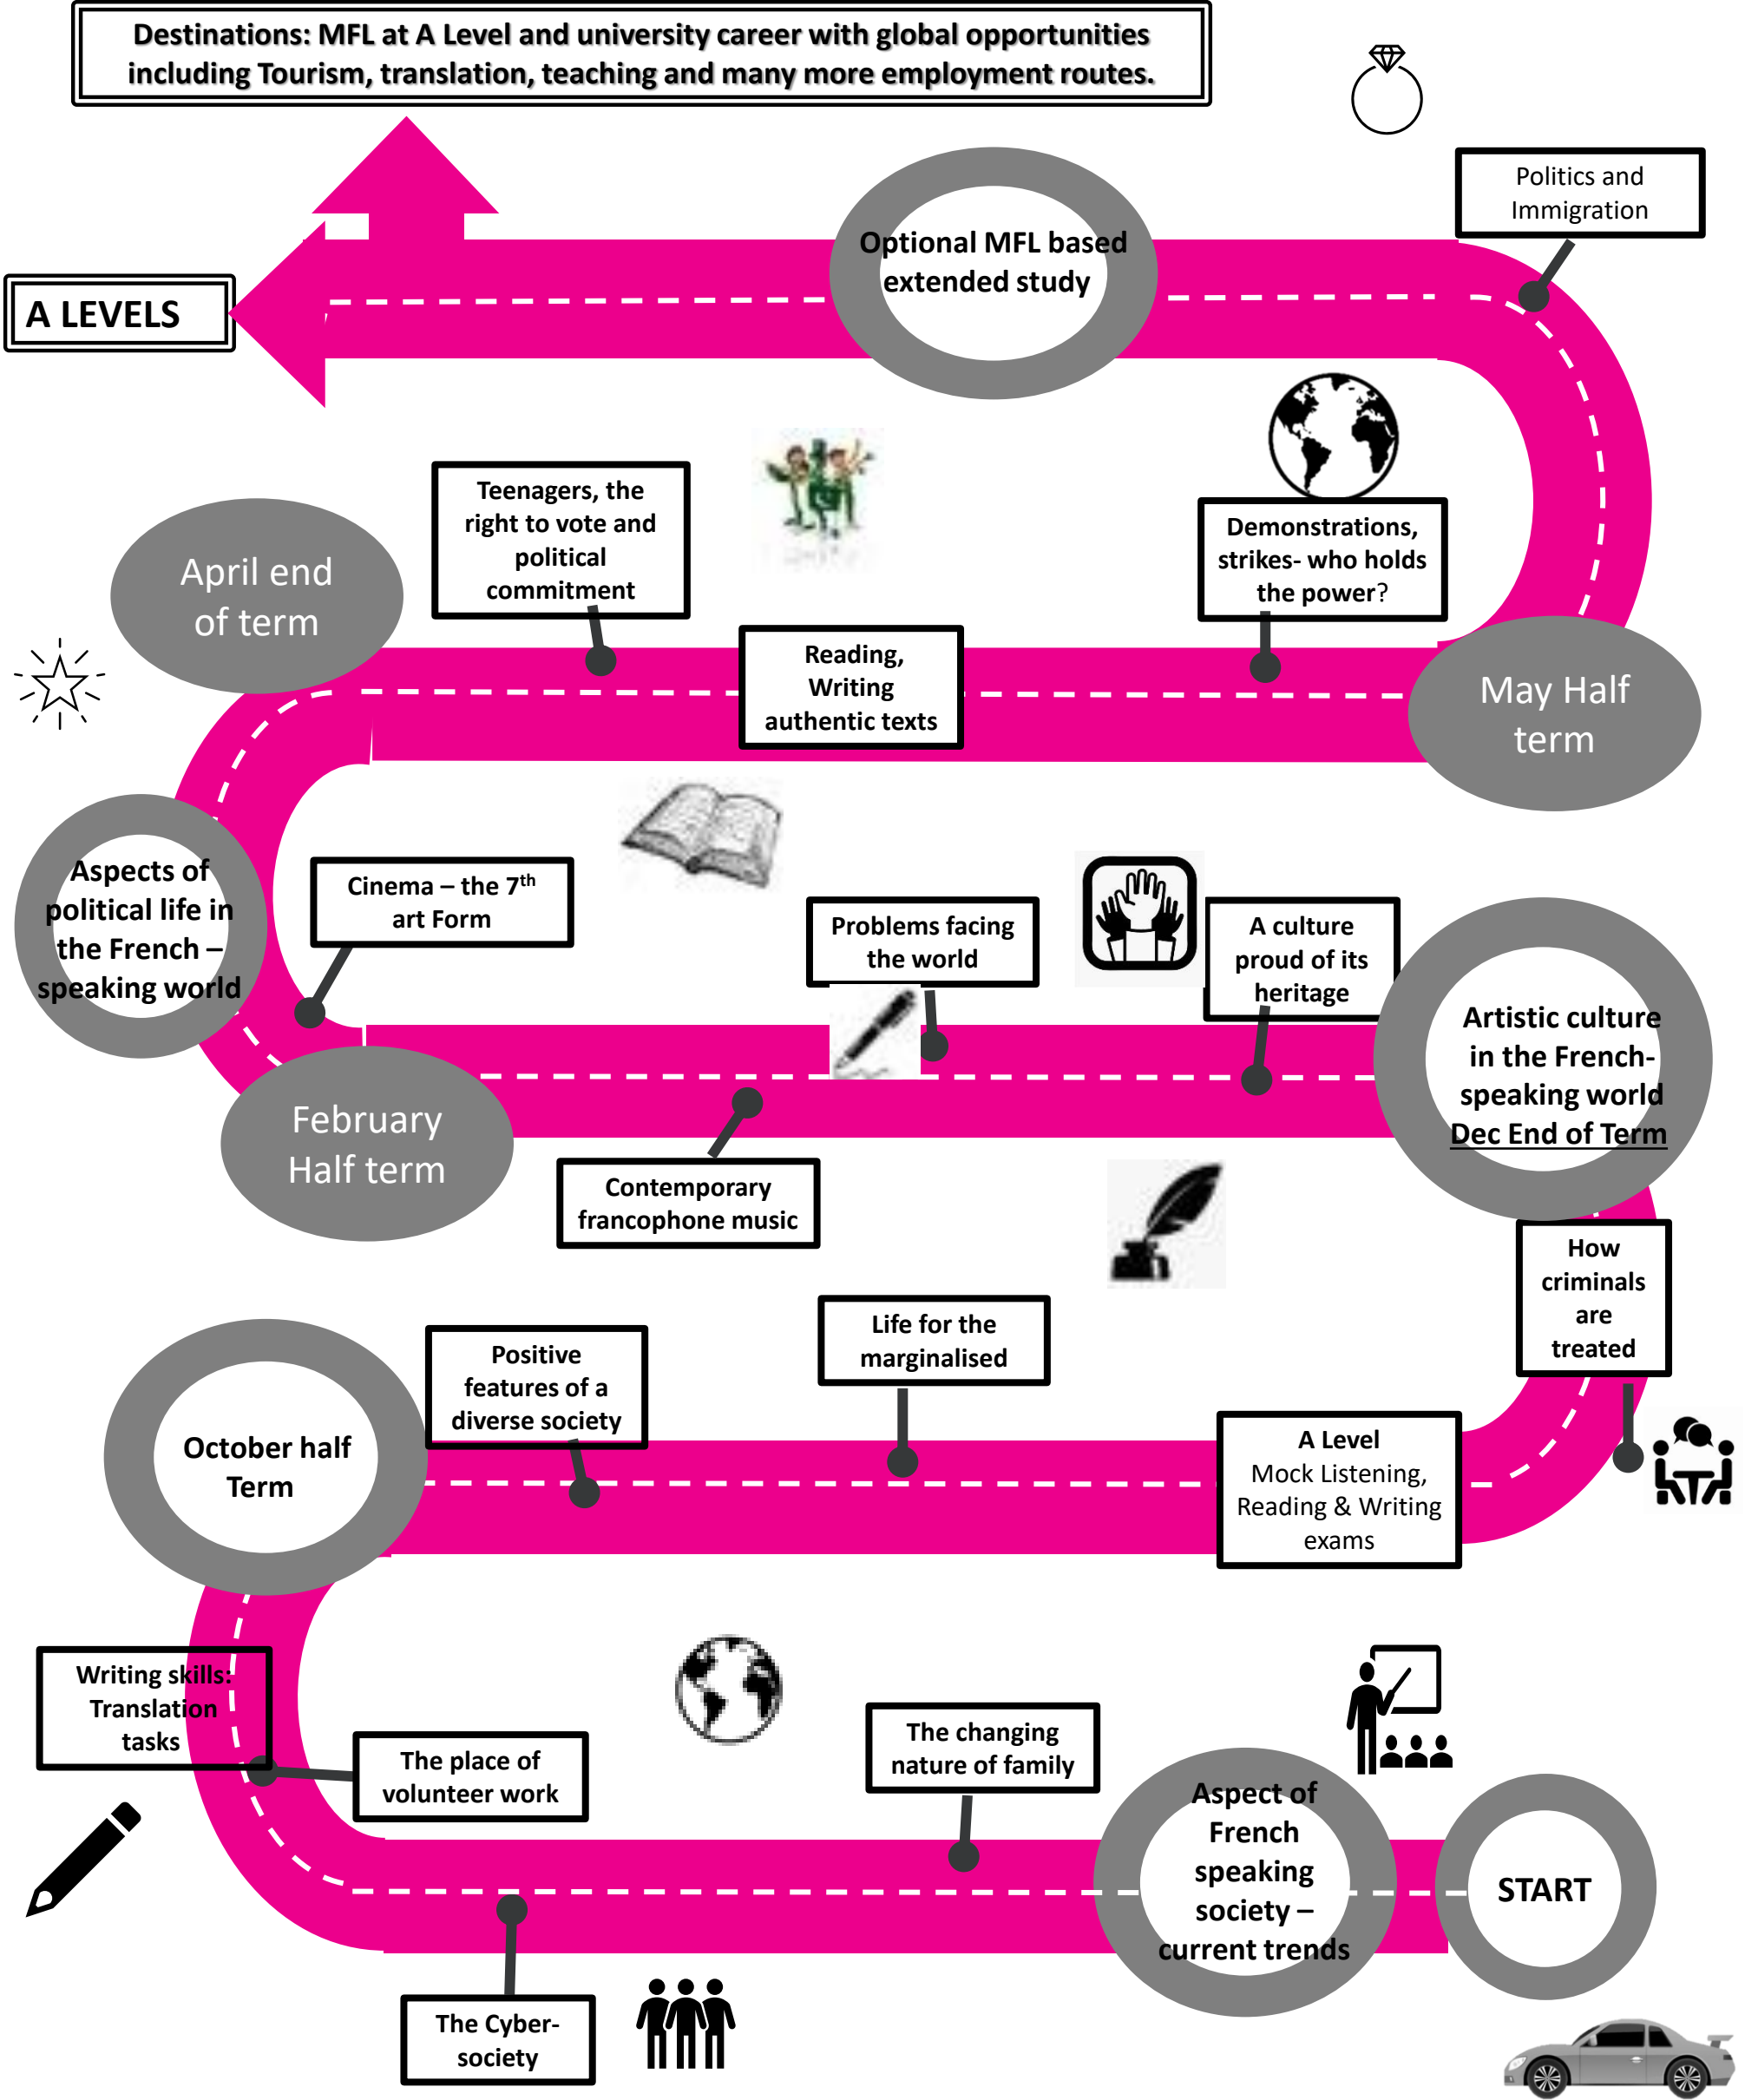 Destinations: MFL at A Level and university career with global opportunities
including Tourism, translation, teaching and many more employment routes.
Politics and
Immigration
Optional MFL based
extended study
A LEVELS
Teenagers, the
right to vote and
political
commitment
Demonstrations,
strikes- who holds
the power?
April end
of term
Reading,
Writing
authentic texts
May Half
term
Aspects of
political life in
the French –
speaking world
Cinema – the 7th
art Form
Problems facing
the world
A culture
proud of its
heritage
Artistic culture
in the French-
speaking world
Dec End of Term
February
Half term
Contemporary
francophone music
How
criminals
are
treated
Life for the
marginalised
Positive
features of a
diverse society
October half
Term
A Level
Mock Listening,
Reading & Writing
exams
Writing skills:
Translation
tasks
The place of
volunteer work
The changing
nature of family
Aspect of
French
speaking
society –
current trends
START
The Cyber-
society